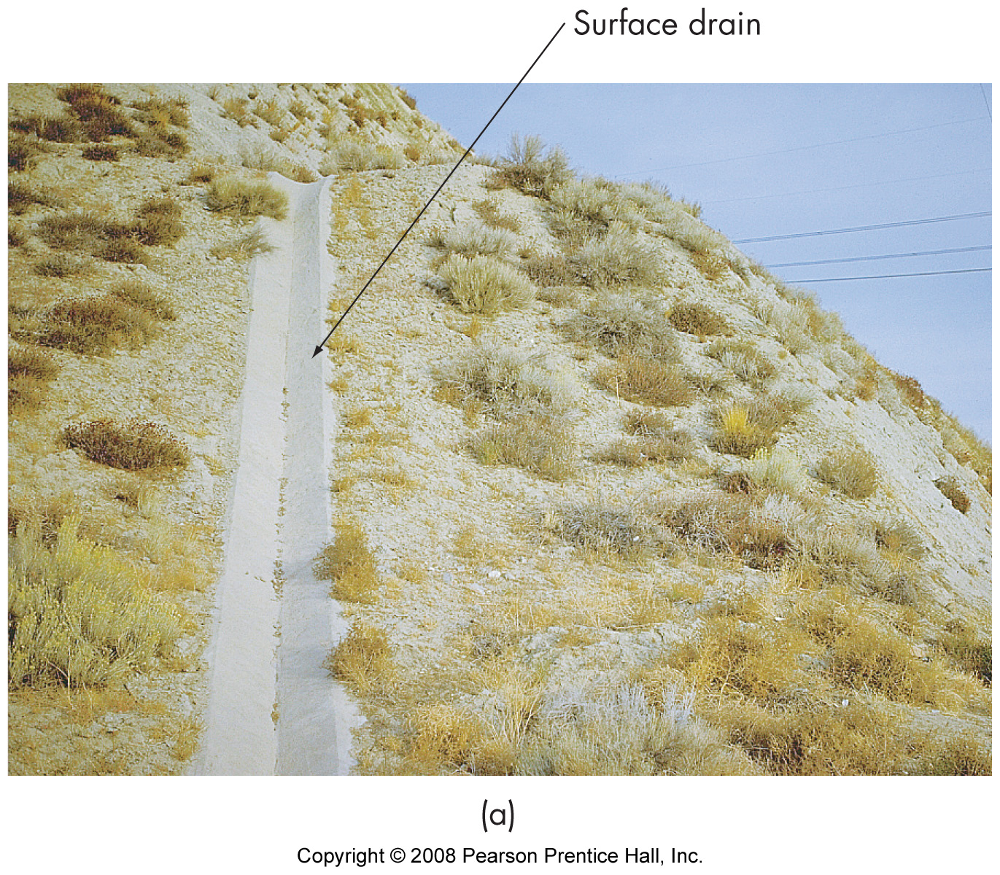 Surface drain
(a)
Copyright © 2008 Pearson Prentice Hall, Inc.